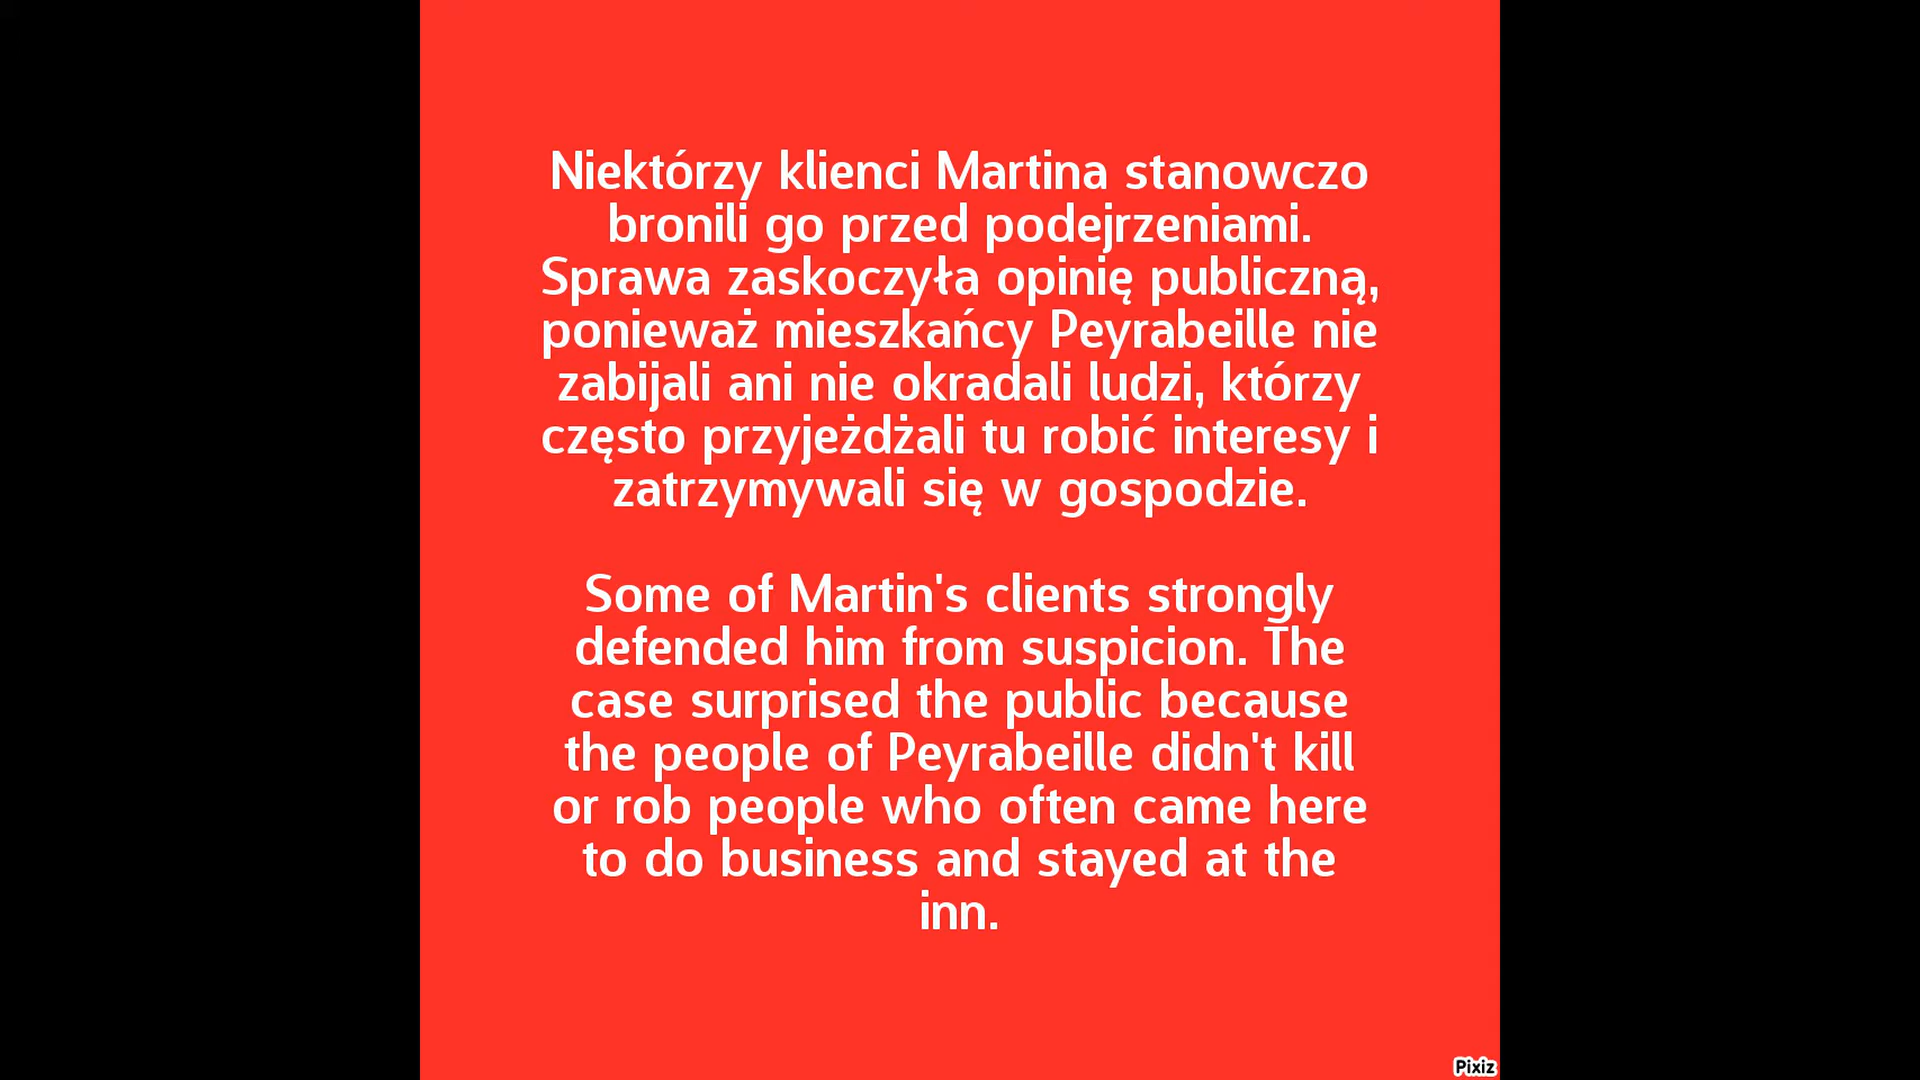 Niektórzy klienci Martina stanowczo
bronili go przed podejrzeniami.
Sprawa zaskoczyła opinię publiczną,
ponieważ mieszkańcy Peyrabeille nie
zabijali ani nie okradali ludzi, którzy
często przyjeżdżali tu robić interesy i
zatrzymywali się w gospodzie.
Some of Martin's clients strongly
defended him from suspicion. The
case surprised the public because
the people of Peyrabeille didn't kill
or rob people who often came here
to do business and stayed at the
inn.
Pixiz